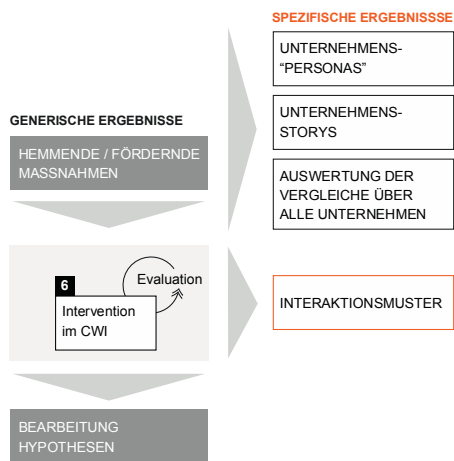 SPEZIFISCHE ERGEBNISSSE
UNTERNEHMENS-
“PERSONAS”
UNTERNEHMENS-
STORYS
AUSWERTUNG DER
VERGLEICHE ÜBER
ALLE UNTERNEHMEN
GENERISCHE ERGEBNISSE
HEMMENDE / FÖRDERNDE
MASSNAHMEN
6
Evaluation
Intervention
im CWI
INTERAKTIONSMUSTER
BEARBEITUNG
HYPOTHESEN